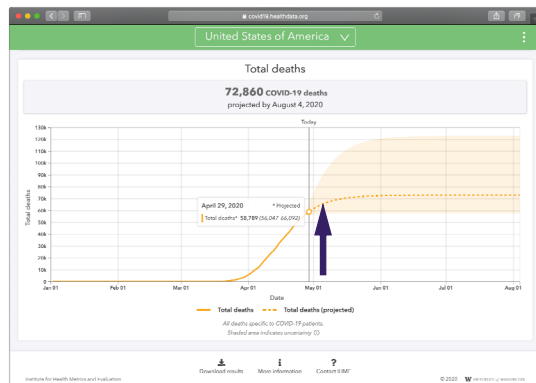 covid19.healthdata.org
United States of America
Total deaths
72,860 COVID-19 deaths
projected by August 4, 2020
Today
130k
120k
110k
100k
90k
80k
70k
60k
50k
40k
30k
20k
10k
0
Total deaths
April 29, 2020 * Projected
Total deaths* 58,789 (56,047 66,092)
Jan 01 Feb 01 Mar 01 Apr 01 May 01 Jun 01 Jul 01 Aug 01
Date
Total deaths Total deaths (projected)
All deaths specific to COVID-19 patients.
Shaded area indicates uncertainty
Download results More information Contact IHME
Institute for Health Metrics and Evaluation © 2020 W UNIVERSITY of WASHINGTON